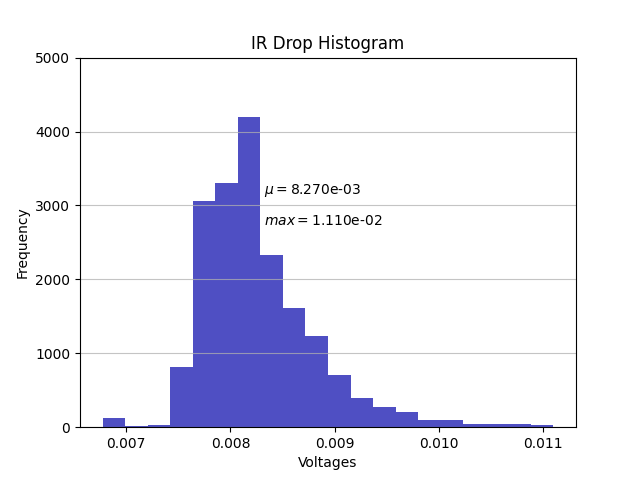 IR Drop Histogram
5000
4000
3000
2000
1000
0
Frequency
μ = 8.270e-03
max = 1.110e-02
0.007 0.008 0.009 0.010 0.011
Voltages